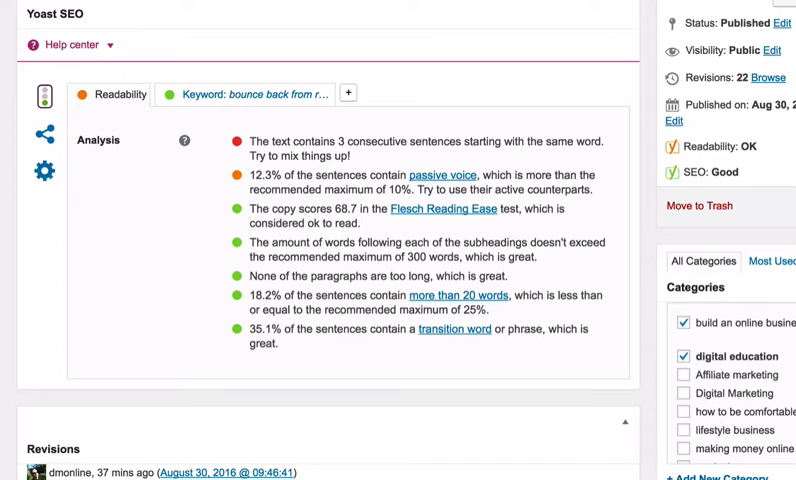 Yoast SEO
Help center
Readability
Keyword: bounce back from r...
+
Analysis
?
The text contains 3 consecutive sentences starting with the same word.
Try to mix things up!
12.3% of the sentences contain passive voice, which is more than the
recommended maximum of 10%. Try to use their active counterparts.
The copy scores 68.7 in the Flesch Reading Ease test, which is
considered ok to read.
The amount of words following each of the subheadings doesn't exceed
the recommended maximum of 300 words, which is great.
None of the paragraphs are too long, which is great.
18.2% of the sentences contain more than 20 words, which is less than
or equal to the recommended maximum of 25%.
35.1% of the sentences contain a transition word or phrase, which is
great.
Revisions
dmonline, 37 mins ago (August 30, 2016 @ 09:46:41)
Status: Published Edit
Visibility: Public Edit
Revisions: 22 Browse
Published on: Aug 30, 2
Edit
Readability: OK
SEO: Good
Move to Trash
All Categories
Most Used
Categories
build an online busine
digital education
Affiliate marketing
Digital Marketing
how to be comfortable
lifestyle business
making money online
+ Add New Category